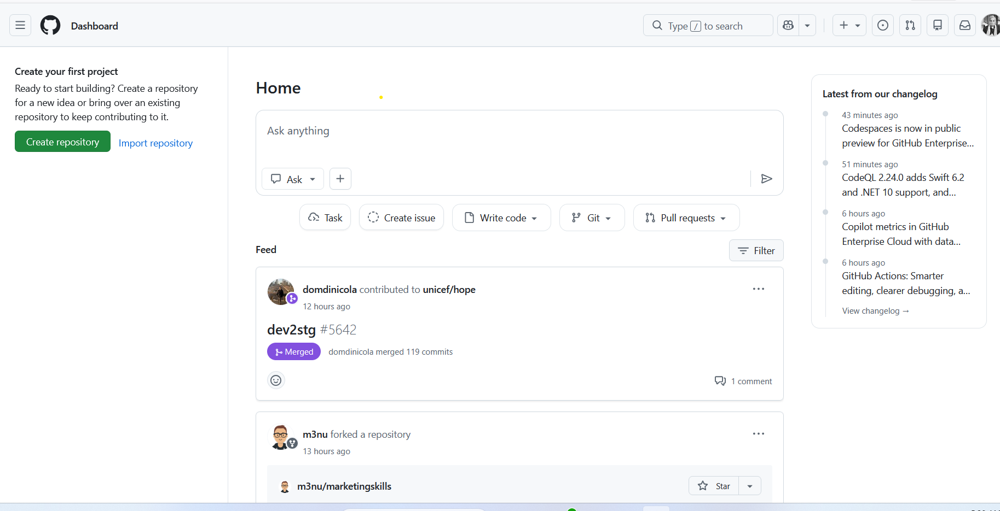 Dashboard
Type / to search
Create your first project
Ready to start building? Create a repository
for a new idea or bring over an existing
repository to keep contributing to it.
Create repository
Import repository
Home
Ask anything
Ask
Task
Create issue
Write code
Git
Pull requests
Feed
Filter
domdinicola contributed to unicef/hope
12 hours ago
dev2stg #5642
Merged
domdinicola merged 119 commits
1 comment
m3nu forked a repository
13 hours ago
m3nu/marketingskills
Star
Latest from our changelog
43 minutes ago
Codespaces is now in public
preview for GitHub Enterprise...
51 minutes ago
CodeQL 2.24.0 adds Swift 6.2
and .NET 10 support, and...
6 hours ago
Copilot metrics in GitHub
Enterprise Cloud with data...
6 hours ago
GitHub Actions: Smarter
editing, clearer debugging, a...
View changelog →